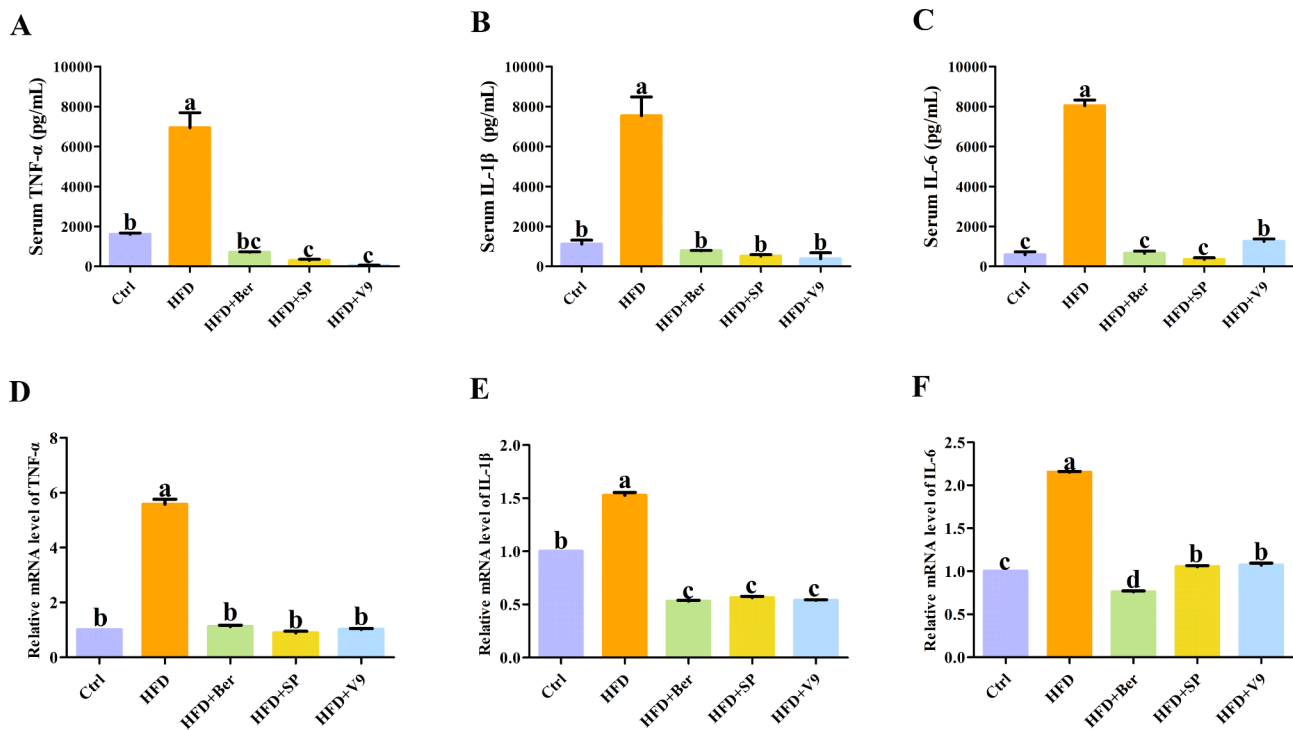 A
Serum TNF-α (pg/mL)
10000
8000
6000
4000
2000
0
b
a
bc
c
c
Ctrl
HFD
HFD+Ber
HFD+SP
HFD+V9
B
Serum IL-1β (pg/mL)
10000
8000
6000
4000
2000
0
b
a
b
b
b
Ctrl
HFD
HFD+Ber
HFD+SP
HFD+V9
C
Serum IL-6 (pg/mL)
10000
8000
6000
4000
2000
0
c
a
c
c
b
Ctrl
HFD
HFD+Ber
HFD+SP
HFD+V9
D
Relative mRNA level of TNF-α
8
6
4
2
0
b
a
b
b
b
Ctrl
HFD
HFD+Ber
HFD+SP
HFD+V9
E
Relative mRNA level of IL-1β
2.0
1.5
1.0
0.5
0.0
b
a
c
c
c
Ctrl
HFD
HFD+Ber
HFD+SP
HFD+V9
F
Relative mRNA level of IL-6
2.5
2.0
1.5
1.0
0.5
0.0
c
a
d
b
b
Ctrl
HFD
HFD+Ber
HFD+SP
HFD+V9